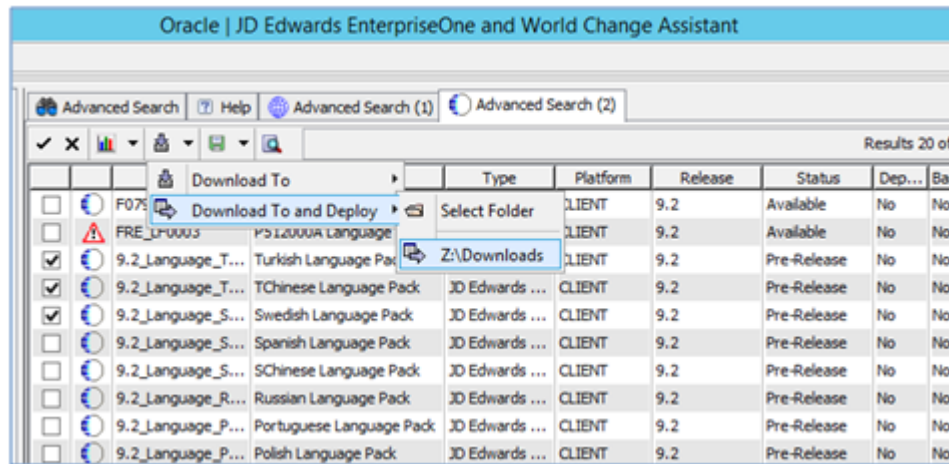 Oracle | JD Edwards EnterpriseOne and World Change Assistant
Advanced Search Help Advanced Search (1) Advanced Search (2)
Results 20 of
Type Platform Release Status Dep... Ba
Download To
Download To and Deploy
Select Folder
Z:\Downloads
F079 CLIENT 9.2 Available No No
FRE_LF0003 P512000A Language CLIENT 9.2 Available No No
9.2_Language_T... Turkish Language Pac CLIENT 9.2 Pre-Release No No
9.2_Language_T... TChinese Language Pack JD Edwards ... CLIENT 9.2 Pre-Release No No
9.2_Language_S... Swedish Language Pack JD Edwards ... CLIENT 9.2 Pre-Release No No
9.2_Language_S... Spanish Language Pack JD Edwards ... CLIENT 9.2 Pre-Release No No
9.2_Language_S... SChinese Language Pack JD Edwards ... CLIENT 9.2 Pre-Release No No
9.2_Language_R... Russian Language Pack JD Edwards ... CLIENT 9.2 Pre-Release No No
9.2_Language_P... Portuguese Language Pack JD Edwards ... CLIENT 9.2 Pre-Release No No
9.2_Language_P... Polish Language Pack JD Edwards ... CLIENT 9.2 Pre-Release No No